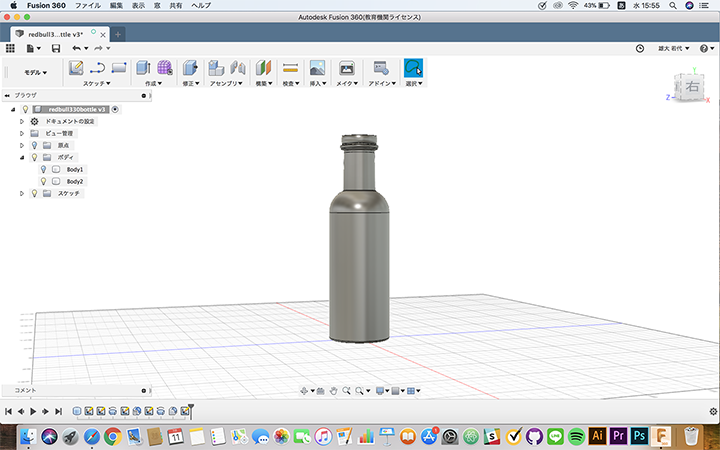 Fusion 360 ファイル 編集 表示 窓 共有 ヘルプ 43% 水 15:55
Autodesk Fusion 360(教育機関ライセンス)
redbull3...ttle v3*
雄大 若代
モデル スケッチ 作成 修正 アセンブリ 構築 検査 挿入 メイク アドイン 選択
ブラウザ
右
Z
X
redbull330bottle v3
ドキュメントの設定
ビュー管理
原点
ボディ
Body1
Body2
スケッチ
コメント
11
Ai Pr Ps F
LINE